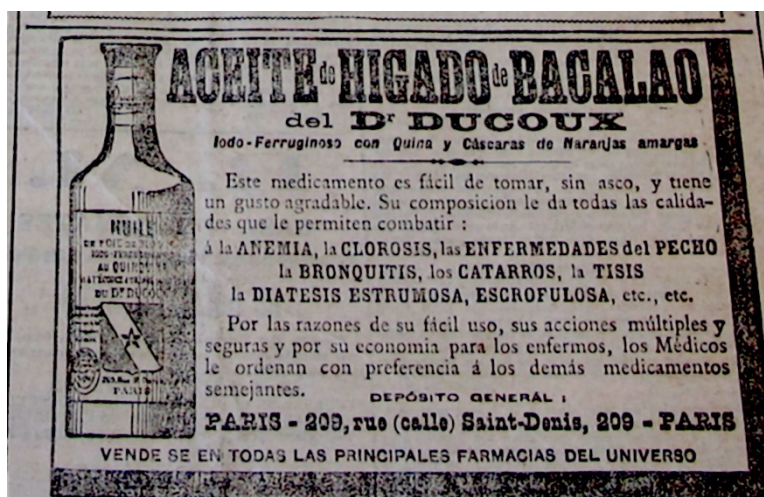 ACEITE de HIGADO de BACALAO
del Dr DUCOUX
Iodo-Ferruginoso con Quina y Cáscaras de Naranjas amargas
Este medicamento es fácil de tomar, sin asco, y tiene
un gusto agradable. Su composicion le da todas las calida-
des que le permiten combatir :
á la ANEMIA, la CLOROSIS, las ENFERMEDADES del PECHO
la BRONQUITIS, los CATARROS, la TISIS
la DIATESIS ESTRUMOSA, ESCROFULOSA, etc., etc.
Por las razones de su fácil uso, sus acciones múltiples y
seguras y por su economia para los enfermos, los Médicos
le ordenan con preferencia á los demás medicamentos
semejantes.
DEPÓSITO GENERAL :
PARIS - 209, rue (calle) Saint-Denis, 209 - PARIS
VENDE SE EN TODAS LAS PRINCIPALES FARMACIAS DEL UNIVERSO
HUILE
DE FOIE DE
AU QUINQUINA
DU Dr DUCOUX
PARIS